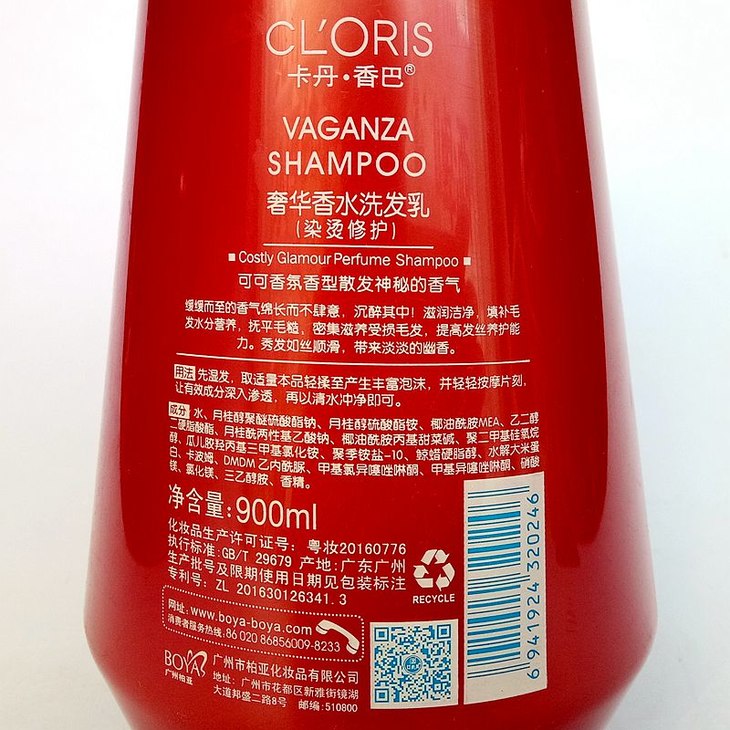 CL'ORIS
卡丹·香巴®
VAGANZA
SHAMPOO
奢华香水洗发乳
(染烫修护)
■ Costly Glamour Perfume Shampoo ■
可可香氛香型散发神秘的香气
缓缓而至的香气绵长而不肆意，沉醉其中！滋润洁净，填补毛
发水分营养，抚平毛糙，密集滋养受损毛发，提高发丝养护能
力。秀发如丝顺滑，带来淡淡的幽香。
用法 先湿发，取适量本品轻揉至产生丰富泡沫，并轻轻按摩片刻，
让有效成分深入渗透，再以清水冲净即可。
成分 水、月桂醇聚醚硫酸酯钠、月桂醇硫酸酯铵、椰油酰胺MEA、乙二醇
二硬脂酸酯、月桂酰两性基乙酸钠、椰油酰胺丙基甜菜碱、聚二甲基硅氧烷
醇、瓜儿胶羟丙基三甲基氯化铵、聚季铵盐-10、鲸蜡硬脂醇、水解大米蛋
白、卡波姆、DMDM 乙内酰脲、甲基氯异噻唑啉酮、甲基异噻唑啉酮、硝酸
镁、氯化镁、三乙醇胺、香精。
净含量:900ml
化妆品生产许可证号：粤妆20160776
执行标准:GB/T 29679 产地:广东广州
生产批号及限期使用日期见包装标注
专利号：ZL 201630126341.3
RECYCLE
6 941924 320246
网址: www.boya-boya.com
消费者服务热线: 86 020 86856009-8233
BOYA
广州柏亚
广州市柏亚化妆品有限公司
地址：广州市花都区新雅街镜湖
大道邦盛二路8号 邮编:510800